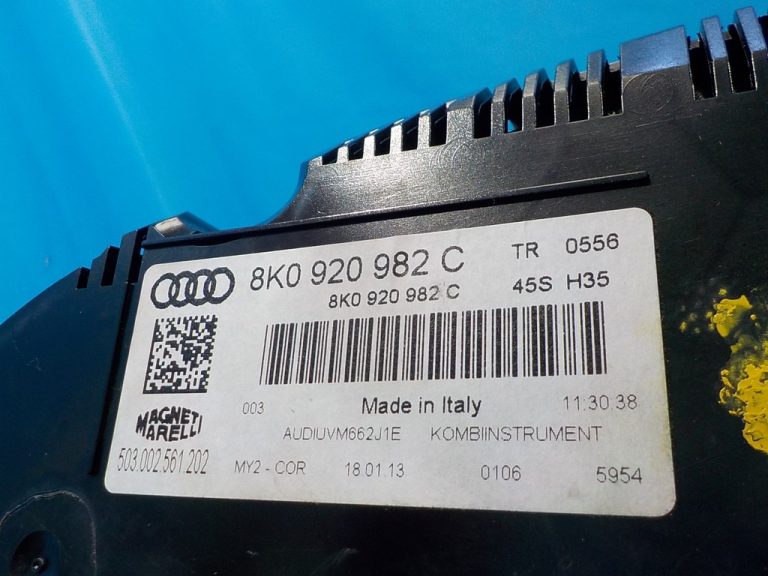 8K0 920 982 C TR 0556
8K0 920 982 C 45S H35
MAGNETI MARELLI
503.002.561.202
003 Made in Italy 11:30:38
AUDIUVM662J1E KOMBIINSTRUMENT
MY2 - COR 18.01.13 0106 5954